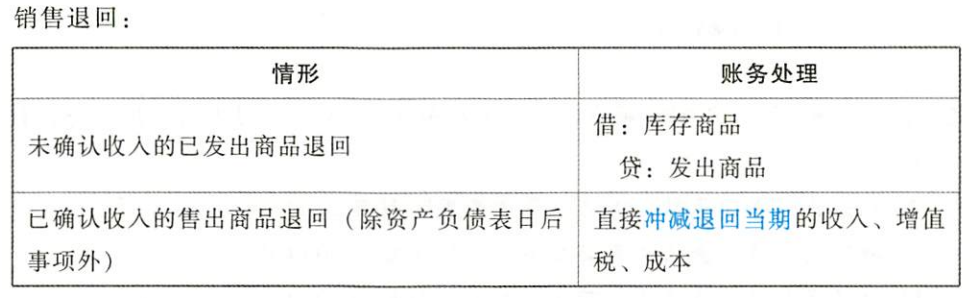 销售退回：
情形
账务处理
未确认收入的已发出商品退回
借：库存商品
贷：发出商品
已确认收入的售出商品退回（除资产负债表日后
事项外）
直接冲减退回当期的收入、增值
税、成本